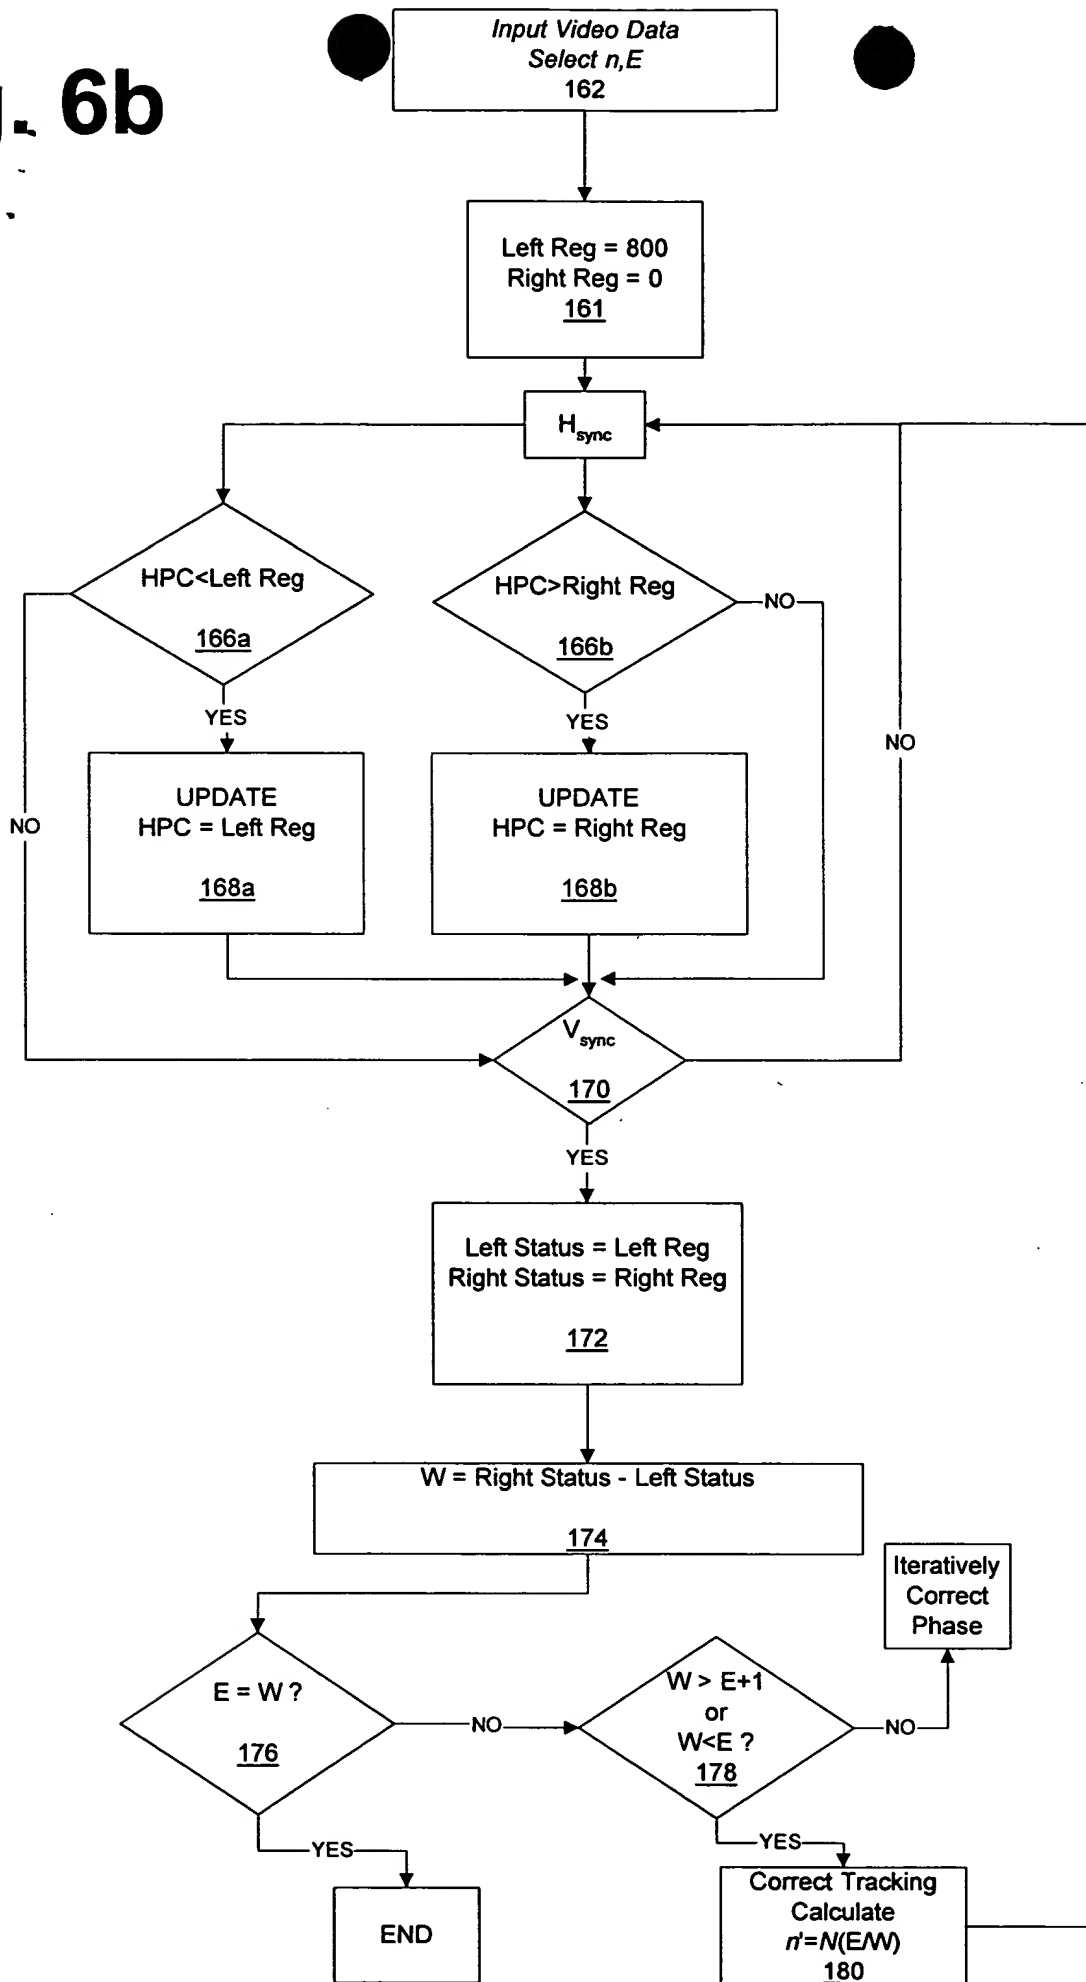 6b
Input Video Data
Select n,E
162
Left Reg = 800
Right Reg = 0
161
Hsync
HPC<Left Reg
166a
HPC>Right Reg
166b
NO
YES
YES
NO
NO
UPDATE
HPC = Left Reg
168a
UPDATE
HPC = Right Reg
168b
Vsync
170
YES
Left Status = Left Reg
Right Status = Right Reg
172
W = Right Status - Left Status
174
Iteratively
Correct
Phase
E = W ?
176
NO
W > E+1
or
W<E ?
178
NO
YES
YES
END
Correct Tracking
Calculate
n'=N(E/W)
180